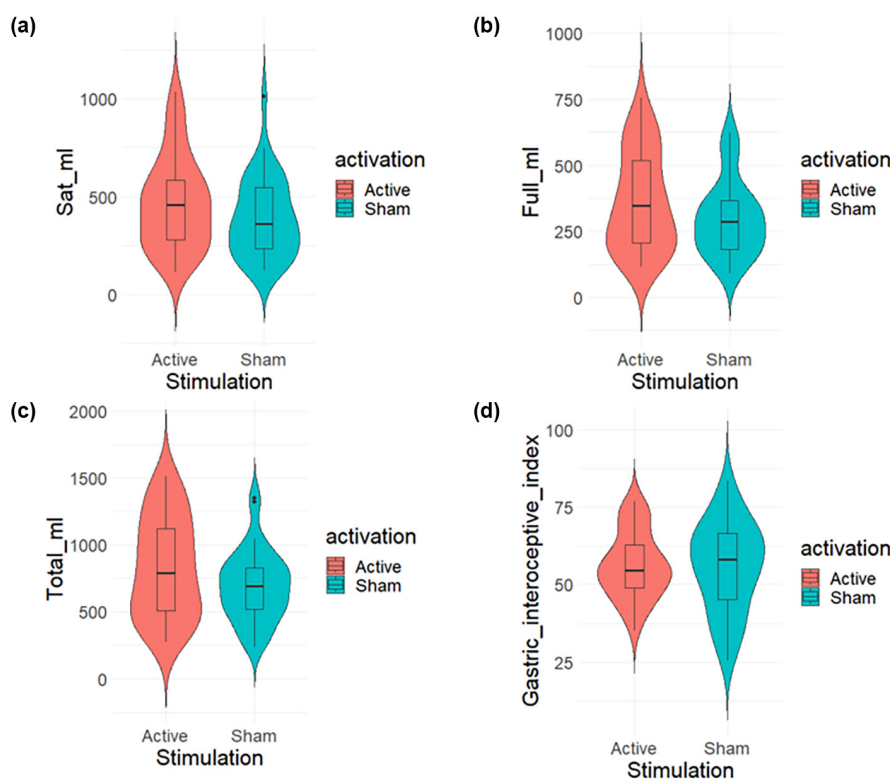 (a)
Sat_ml
1000
500
0
Active
Sham
Stimulation
activation
Active
Sham
(b)
Full_ml
1000
750
500
250
0
Active
Sham
Stimulation
activation
Active
Sham
(c)
Total_ml
2000
1500
1000
500
0
Active
Sham
Stimulation
activation
Active
Sham
(d)
Gastric_interoceptive_index
100
75
50
25
Active
Sham
Stimulation
activation
Active
Sham